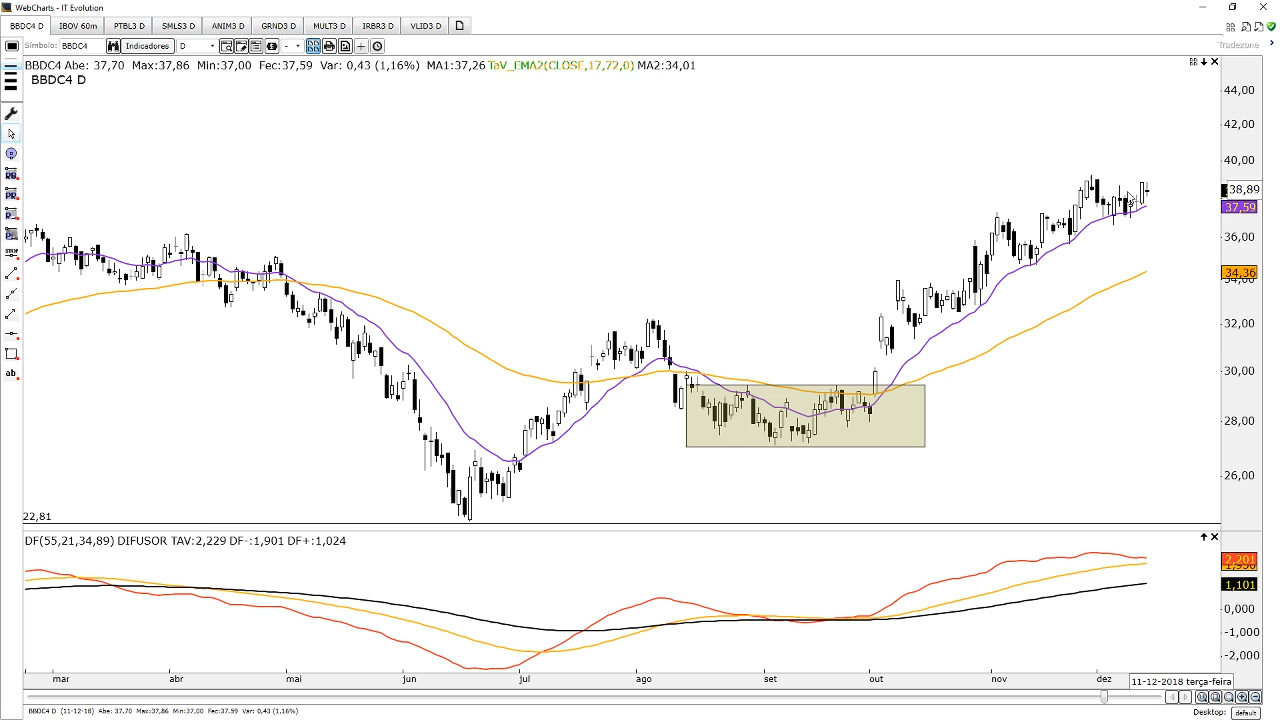 WebCharts - IT Evolution
BBDC4 D IBOV 60m PTBL3 D SMLS3 D ANIM3 D GRND3 D MULT3 D IRBR3 D VLID3 D
Símbolo: BBDC4 Indicadores D
Tradezone
BBDC4 Abe: 37,70 Max:37,86 Min:37,00 Fec:37,59 Var: 0,43 (1,16%) MA1:37,26 TaV_EMA2(CLOSE,17,72,0) MA2:34,01
BBDC4 D
44,00
42,00
40,00
38,89
37,59
36,00
34,36
34,00
32,00
30,00
28,00
26,00
22,81
DF(55,21,34,89) DIFUSOR TAV:2,229 DF-:1,901 DF+:1,024
2,201
1,101
0,000
-1,000
-2,000
mar abr mai jun jul ago set out nov dez
11-12-2018 terça-feira
STOP
ab
BBDC4 D (11-12-18) Abe: 37,70 Max:37,86 Min:37,00 Fec:37,59 Var: 0,43 (1,16%)
Desktop: default